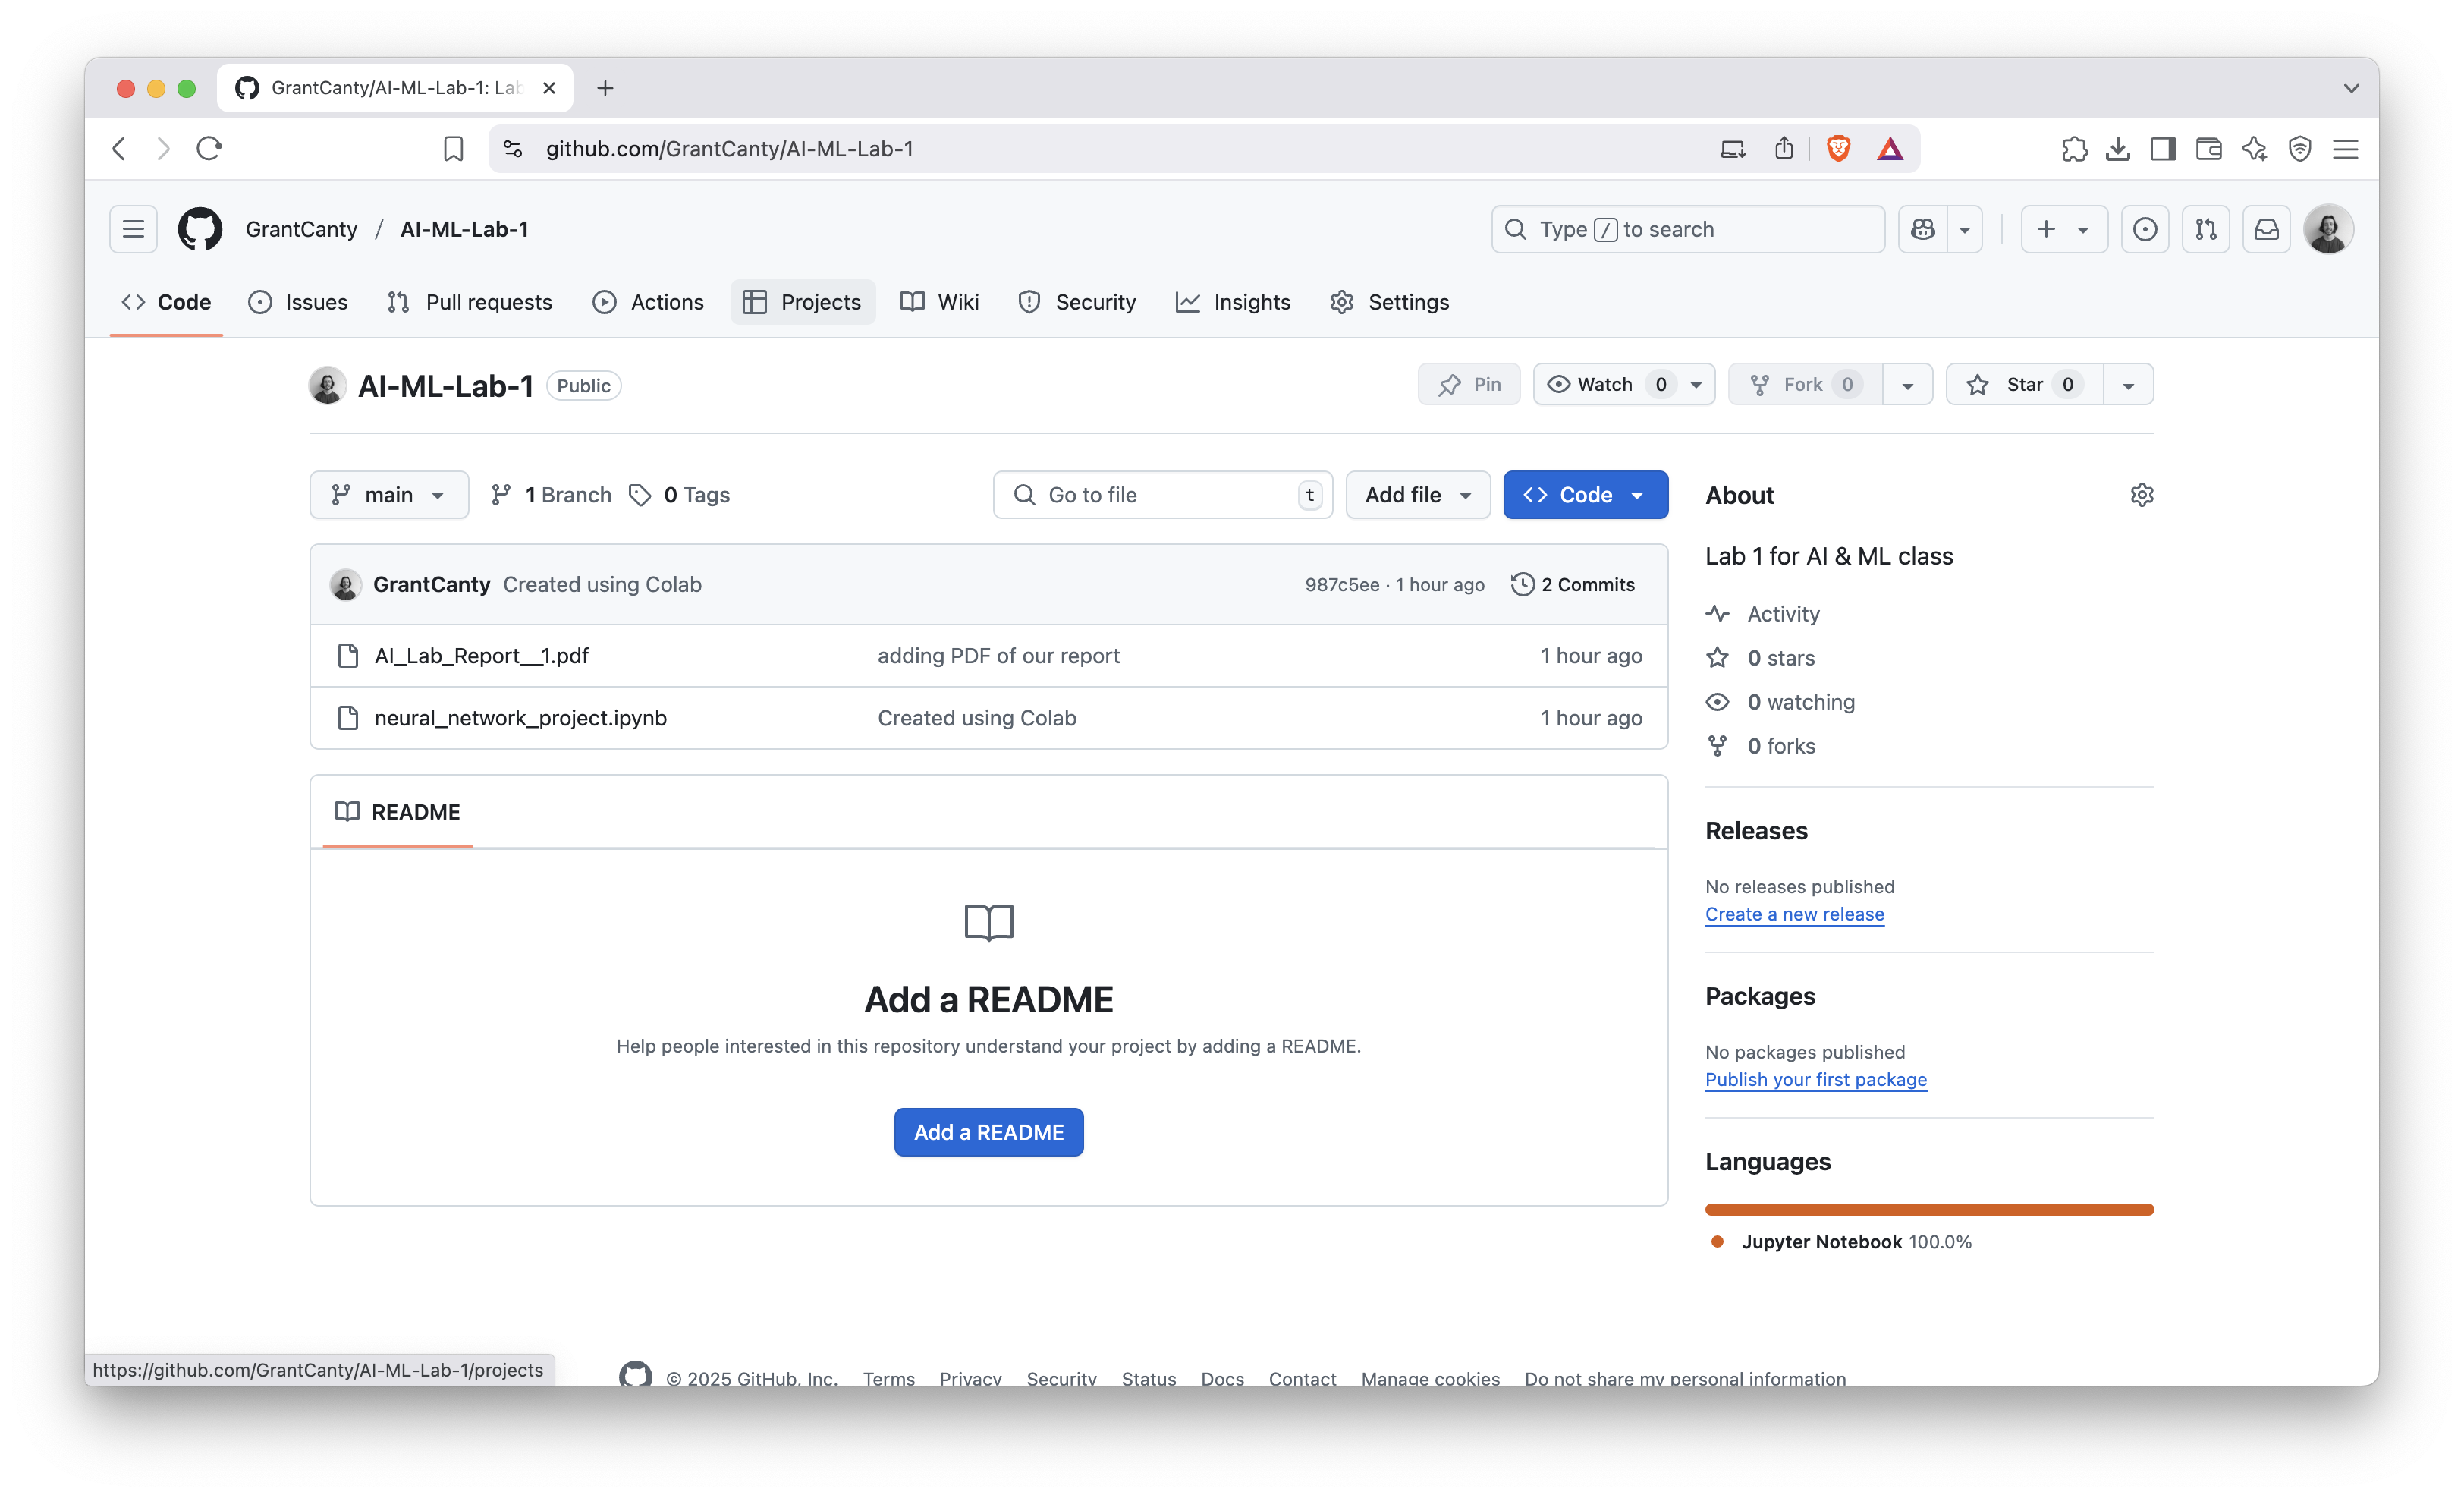 GrantCanty/AI-ML-Lab-1: Lab
github.com/GrantCanty/AI-ML-Lab-1
GrantCanty / AI-ML-Lab-1
Type / to search
Code Issues Pull requests Actions Projects Wiki Security Insights Settings
AI-ML-Lab-1 Public
Pin Watch 0 Fork 0 Star 0
main 1 Branch 0 Tags Go to file t Add file Code
GrantCanty Created using Colab 987c5ee · 1 hour ago 2 Commits
AI_Lab_Report__1.pdf adding PDF of our report 1 hour ago
neural_network_project.ipynb Created using Colab 1 hour ago
README
Add a README
Help people interested in this repository understand your project by adding a README.
Add a README
About
Lab 1 for AI & ML class
Activity
0 stars
0 watching
0 forks
Releases
No releases published
Create a new release
Packages
No packages published
Publish your first package
Languages
Jupyter Notebook 100.0%
https://github.com/GrantCanty/AI-ML-Lab-1/projects
© 2025 GitHub, Inc. Terms Privacy Security Status Docs Contact Manage cookies Do not share my personal information